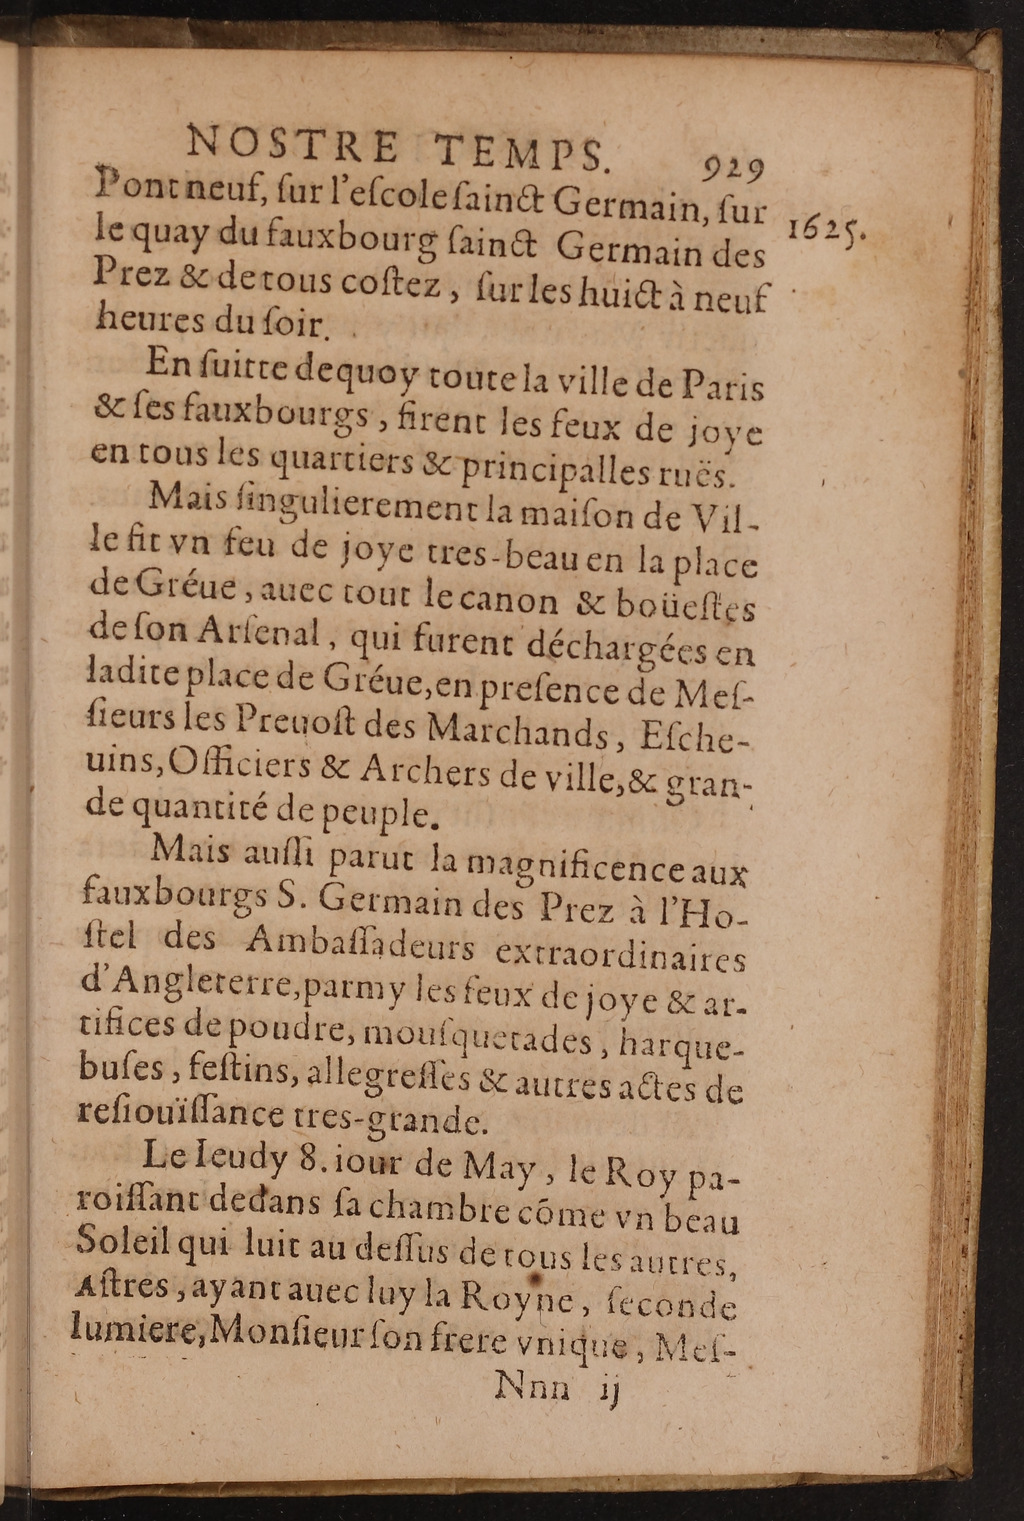 NOSTRE TEMPS. 929
Pont neuf, ſur l'eſcole ſainct Germain, ſur
1625.
le quay du fauxbourg ſainct Germain des
Prez & de tous coſtez, ſur les huict à neuf
heures du ſoir.
En ſuitte dequoy toute la ville de Paris
& ſes fauxbourgs, firent les feux de joye
en tous les quartiers & principalles ruës.
Mais ſingulierement la maiſon de Vil-
le fit vn feu de joye tres-beau en la place
de Gréue, auec tout le canon & boüeſtes
de ſon Arſenal, qui furent déchargées en
ladite place de Gréue, en preſence de Meſ-
ſieurs les Preuoſt des Marchands, Eſche-
uins, Officiers & Archers de ville, & gran-
de quantité de peuple.
Mais auſſi parut la magnificence aux
fauxbourgs S. Germain des Prez à l'Ho-
ſtel des Ambaſſadeurs extraordinaires
d'Angleterre, parmy les feux de joye & ar-
tifices de poudre, mouſquetades, harque-
buſes, feſtins, allegreſſes & autres actes de
reſiouïſſance tres-grande.
Le Ieudy 8. iour de May, le Roy pa-
roiſſant dedans ſa chambre cõme vn beau
Soleil qui luit au deſſus de tous les autres,
Aſtres, ayant auec luy la Royne, ſeconde
lumiere, Monſieur ſon frere vnique, Meſ-
Nnn ij